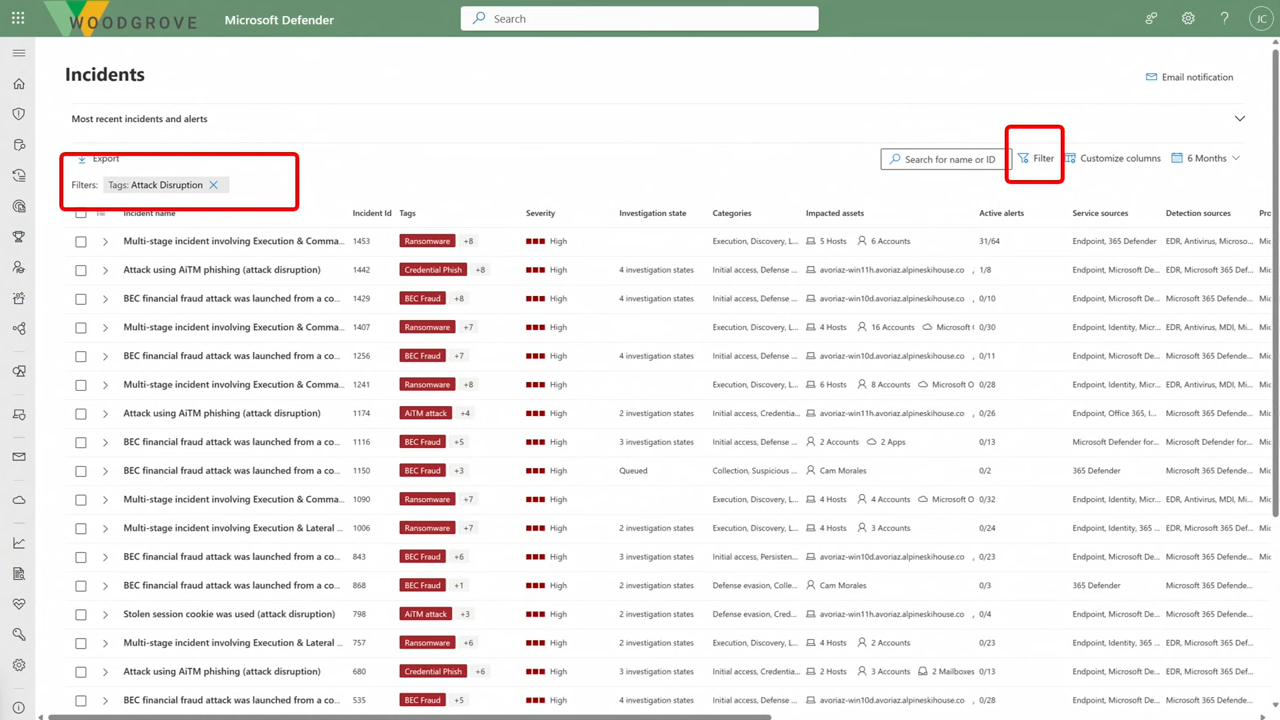 WOODGROVE Microsoft Defender Search JC
Incidents Email notification
Most recent incidents and alerts
Export Search for name or ID Filter Customize columns 6 Months
Filters: Tags: Attack Disruption
Incident name Incident Id Tags Severity Investigation state Categories Impacted assets Active alerts Service sources Detection sources Pro
Multi-stage incident involving Execution & Comma... 1453 Ransomware +8 High Execution, Discovery, L... 5 Hosts 6 Accounts 31/64 Endpoint, 365 Defender EDR, Antivirus, Microso...
Attack using AiTM phishing (attack disruption) 1442 Credential Phish +8 High 4 investigation states Initial access, Defense ... avoriaz-win11h.avoriaz.alpineskihouse.co , 1/8 Endpoint, Microsoft De... EDR, Microsoft 365 Def...
BEC financial fraud attack was launched from a co... 1429 BEC Fraud +8 High 4 investigation states Initial access, Defense ... avoriaz-win10d.avoriaz.alpineskihouse.co , 0/10 Endpoint, Microsoft De... Microsoft 365 Defender...
Multi-stage incident involving Execution & Comma... 1407 Ransomware +7 High Execution, Discovery, L... 4 Hosts 16 Accounts Microsoft 0/30 Endpoint, Identity, Micr... EDR, Antivirus, MDI, Mi...
BEC financial fraud attack was launched from a co... 1256 BEC Fraud +7 High 4 investigation states Initial access, Defense ... avoriaz-win10d.avoriaz.alpineskihouse.co , 0/11 Endpoint, Microsoft De... Microsoft 365 Defender...
Multi-stage incident involving Execution & Comma... 1241 Ransomware +8 High Execution, Discovery, L... 6 Hosts 8 Accounts Microsoft O 0/28 Endpoint, Identity, Micr... EDR, Antivirus, MDI, Mi...
Attack using AiTM phishing (attack disruption) 1174 AiTM attack +4 High 2 investigation states Initial access, Credentia... avoriaz-win11h.avoriaz.alpineskihouse.co , 0/26 Endpoint, Office 365, I... EDR, Microsoft 365 Def...
BEC financial fraud attack was launched from a co... 1116 BEC Fraud +5 High 3 investigation states Initial access, Defense ... 2 Accounts 2 Apps 0/13 Microsoft Defender for... Microsoft Defender for...
BEC financial fraud attack was launched from a co... 1150 BEC Fraud +3 High Queued Collection, Suspicious ... Cam Morales 0/2 365 Defender Microsoft 365 Defender
Multi-stage incident involving Execution & Comma... 1090 Ransomware +7 High Execution, Discovery, L... 4 Hosts 4 Accounts Microsoft O 0/32 Endpoint, Identity, Micr... EDR, Antivirus, MDI, Mi...
Multi-stage incident involving Execution & Lateral ... 1006 Ransomware +7 High 2 investigation states Execution, Discovery, L... 4 Hosts 3 Accounts 0/24 Endpoint, Identity, 365 ... EDR, Microsoft 365 Def...
BEC financial fraud attack was launched from a co... 843 BEC Fraud +6 High 3 investigation states Initial access, Persisten... avoriaz-win10d.avoriaz.alpineskihouse.co , 0/23 Endpoint, Microsoft De... Microsoft 365 Defender...
BEC financial fraud attack was launched from a co... 868 BEC Fraud +1 High 2 investigation states Defense evasion, Colle... Cam Morales 0/3 365 Defender Microsoft 365 Defender
Stolen session cookie was used (attack disruption) 798 AiTM attack +3 High 2 investigation states Defense evasion, Cred... avoriaz-win11h.avoriaz.alpineskihouse.co , 0/4 Endpoint, Microsoft De... EDR, Microsoft 365 Def...
Multi-stage incident involving Execution & Lateral ... 757 Ransomware +6 High 2 investigation states Execution, Discovery, L... 4 Hosts 2 Accounts 0/23 Endpoint, Identity, 365 ... EDR, Microsoft 365 Def...
Attack using AiTM phishing (attack disruption) 680 Credential Phish +6 High 3 investigation states Initial access, Credentia... 2 Hosts 3 Accounts 2 Mailboxes 0/13 Endpoint, Microsoft De... EDR, Microsoft 365 Def...
BEC financial fraud attack was launched from a co... 535 BEC Fraud +5 High 4 investigation states Initial access, Defense ... avoriaz-win10d.avoriaz.alpineskihouse.co , 0/28 Endpoint, Microsoft De... Microsoft 365 Defender...